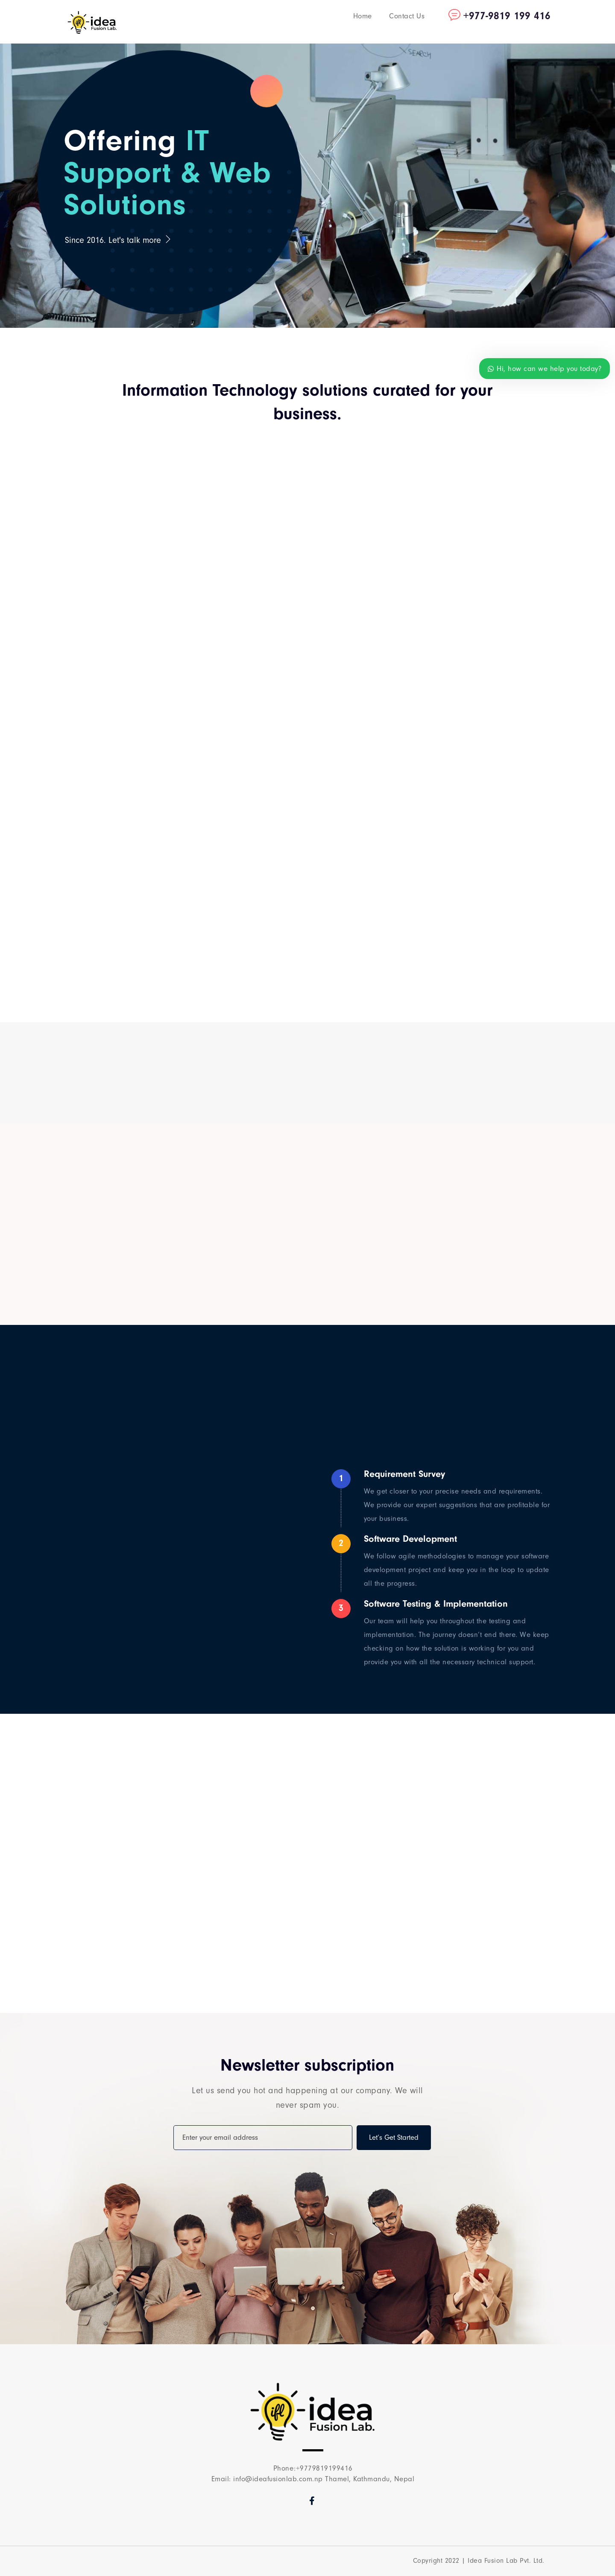 idea
Fusion Lab.
Home
Contact Us
+977-9819 199 416
SEARCH
Offering IT
Support & Web
Solutions
Since 2016. Let's talk more
Hi, how can we help you today?
Information Technology solutions curated for your
business.
1
Requirement Survey
We get closer to your precise needs and requirements.
We provide our expert suggestions that are profitable for
your business.
2
Software Development
We follow agile methodologies to manage your software
development project and keep you in the loop to update
all the progress.
3
Software Testing & Implementation
Our team will help you throughout the testing and
implementation. The journey doesn't end there. We keep
checking on how the solution is working for you and
provide you with all the necessary technical support.
Newsletter subscription
Let us send you hot and happening at our company. We will
never spam you.
Enter your email address
Let's Get Started
ifl
idea
Fusion Lab.
Phone:+9779819199416
Email: info@ideafusionlab.com.np Thamel, Kathmandu, Nepal
Copyright 2022 | Idea Fusion Lab Pvt. Ltd.